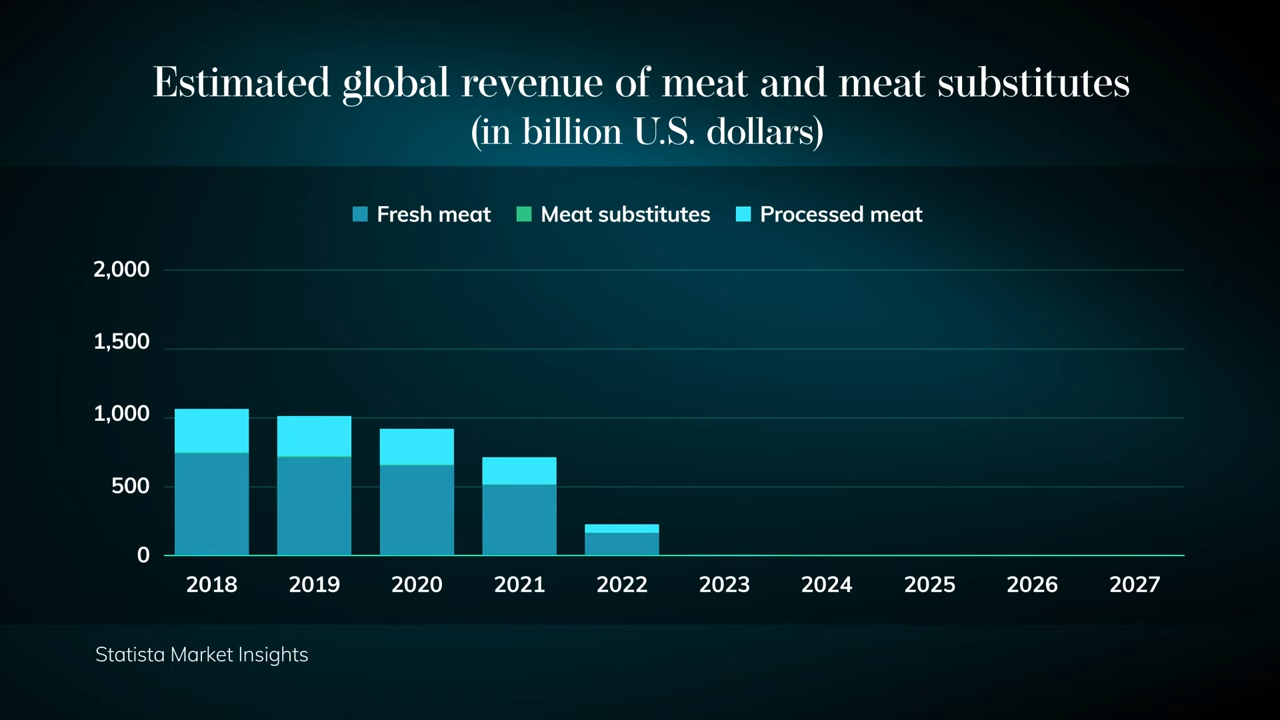 Estimated global revenue of meat and meat substitutes
(in billion U.S. dollars)
Fresh meat Meat substitutes Processed meat
2,000
1,500
1,000
500
0
2018 2019 2020 2021 2022 2023 2024 2025 2026 2027
Statista Market Insights